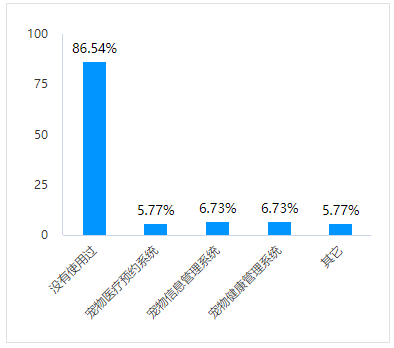 100
86.54%
75
50
25
5.77%
6.73%
6.73%
5.77%
0
没有使用过
宠物医疗预约系统
宠物信息管理系统
宠物健康管理系统
其它